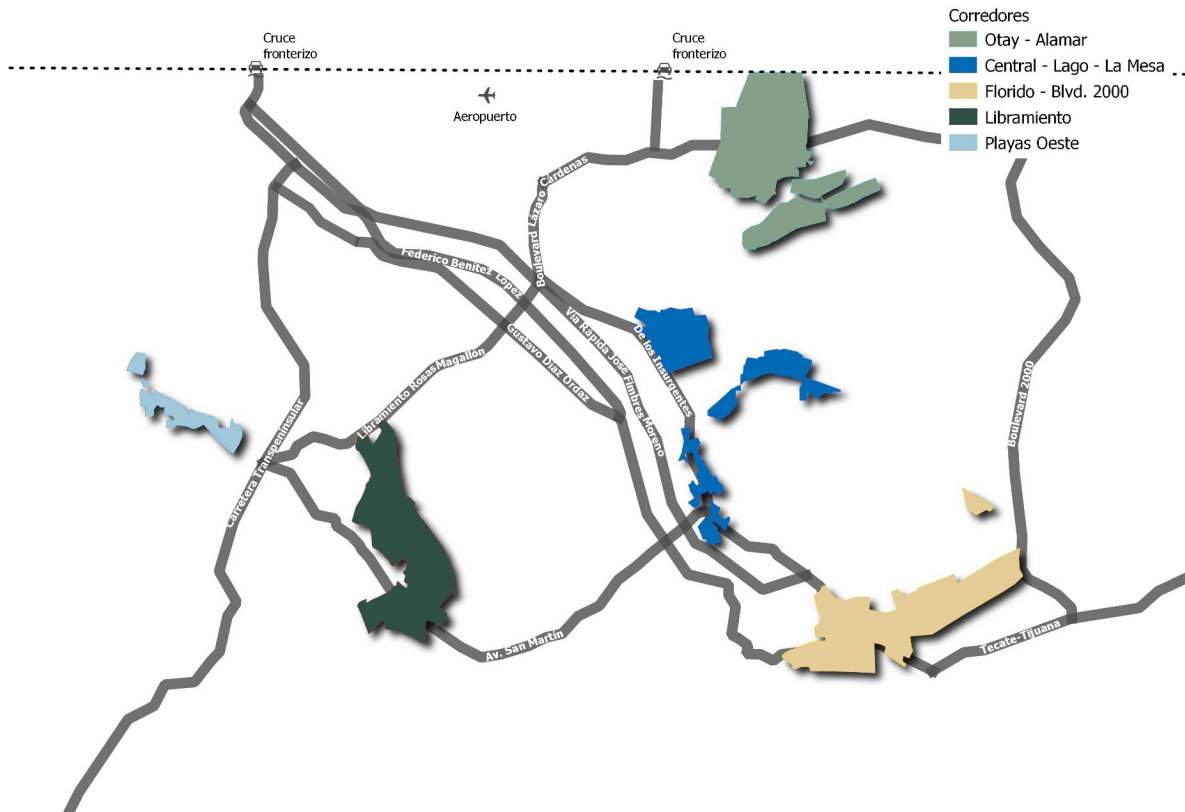 Corredores
Otay - Alamar
Central - Lago - La Mesa
Florido - Blvd. 2000
Libramiento
Playas Oeste
Cruce
fronterizo
Cruce
fronterizo
Aeropuerto
Boulevard Lázaro Cárdenas
Federico Benítez Lopez
Vía Rápida Jose Fimbres Moreno
De los Insurgentes
Gustavo Díaz Ordaz
Libramiento Rosas Magallón
Carretera Transpeninsular
Boulevard 2000
Av. San Martín
Tecate-Tijuana